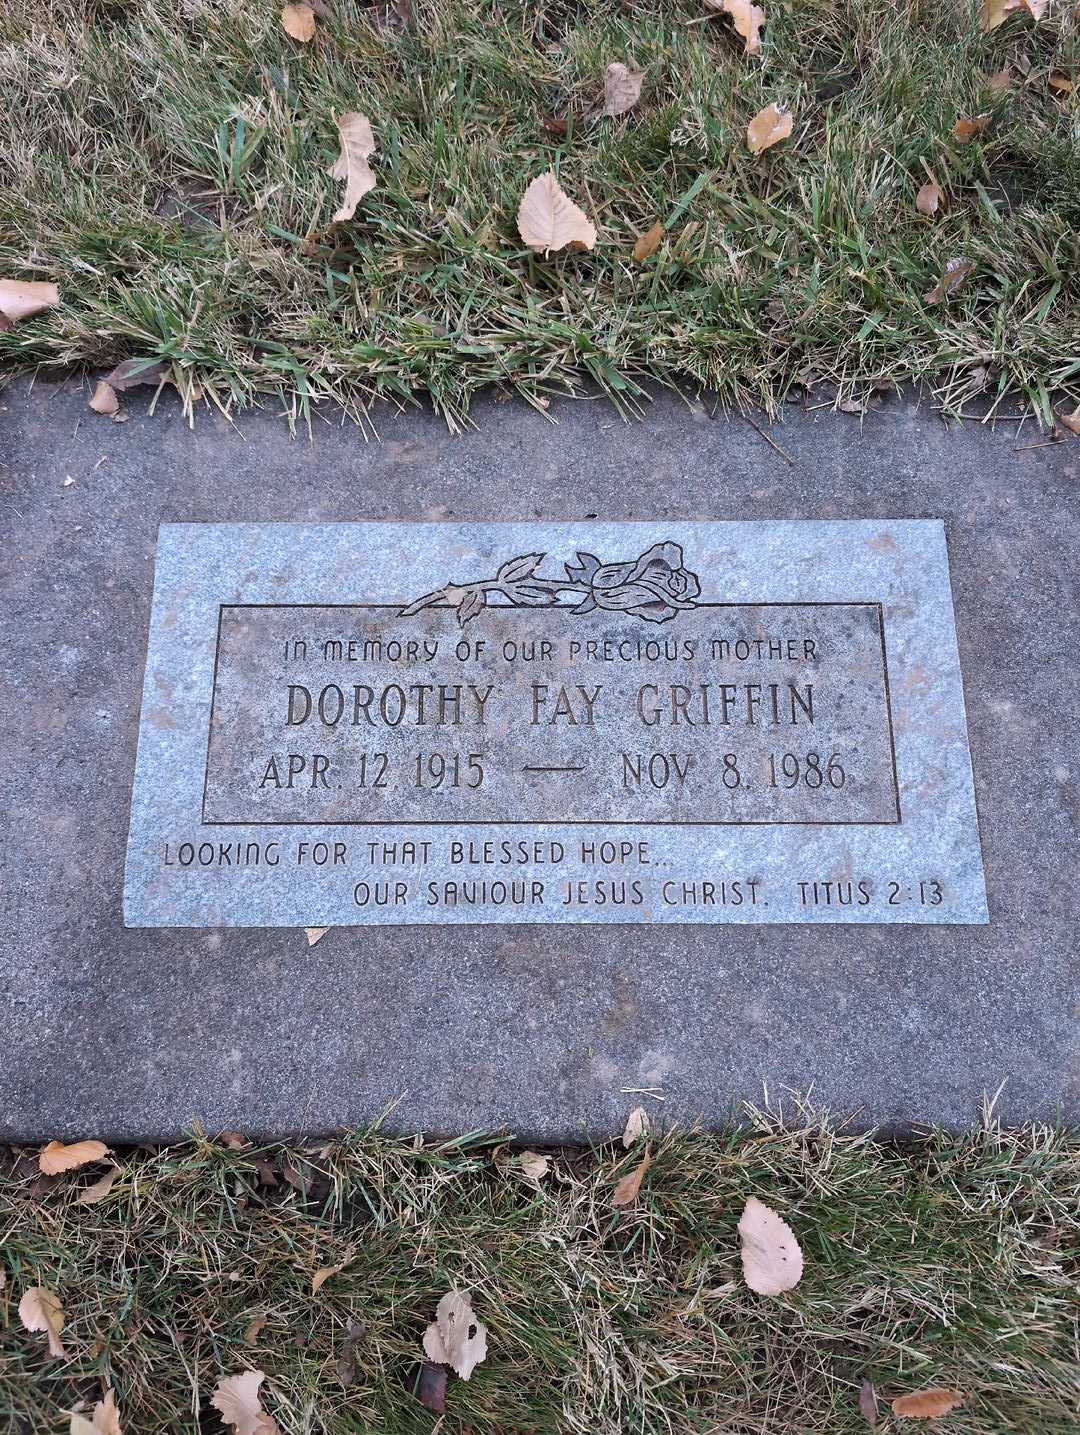 IN MEMORY OF OUR PRECIOUS MOTHER
DOROTHY FAY GRIFFIN
APR. 12, 1915 — NOV. 8, 1986
LOOKING FOR THAT BLESSED HOPE...
OUR SAVIOUR JESUS CHRIST. TITUS 2:13